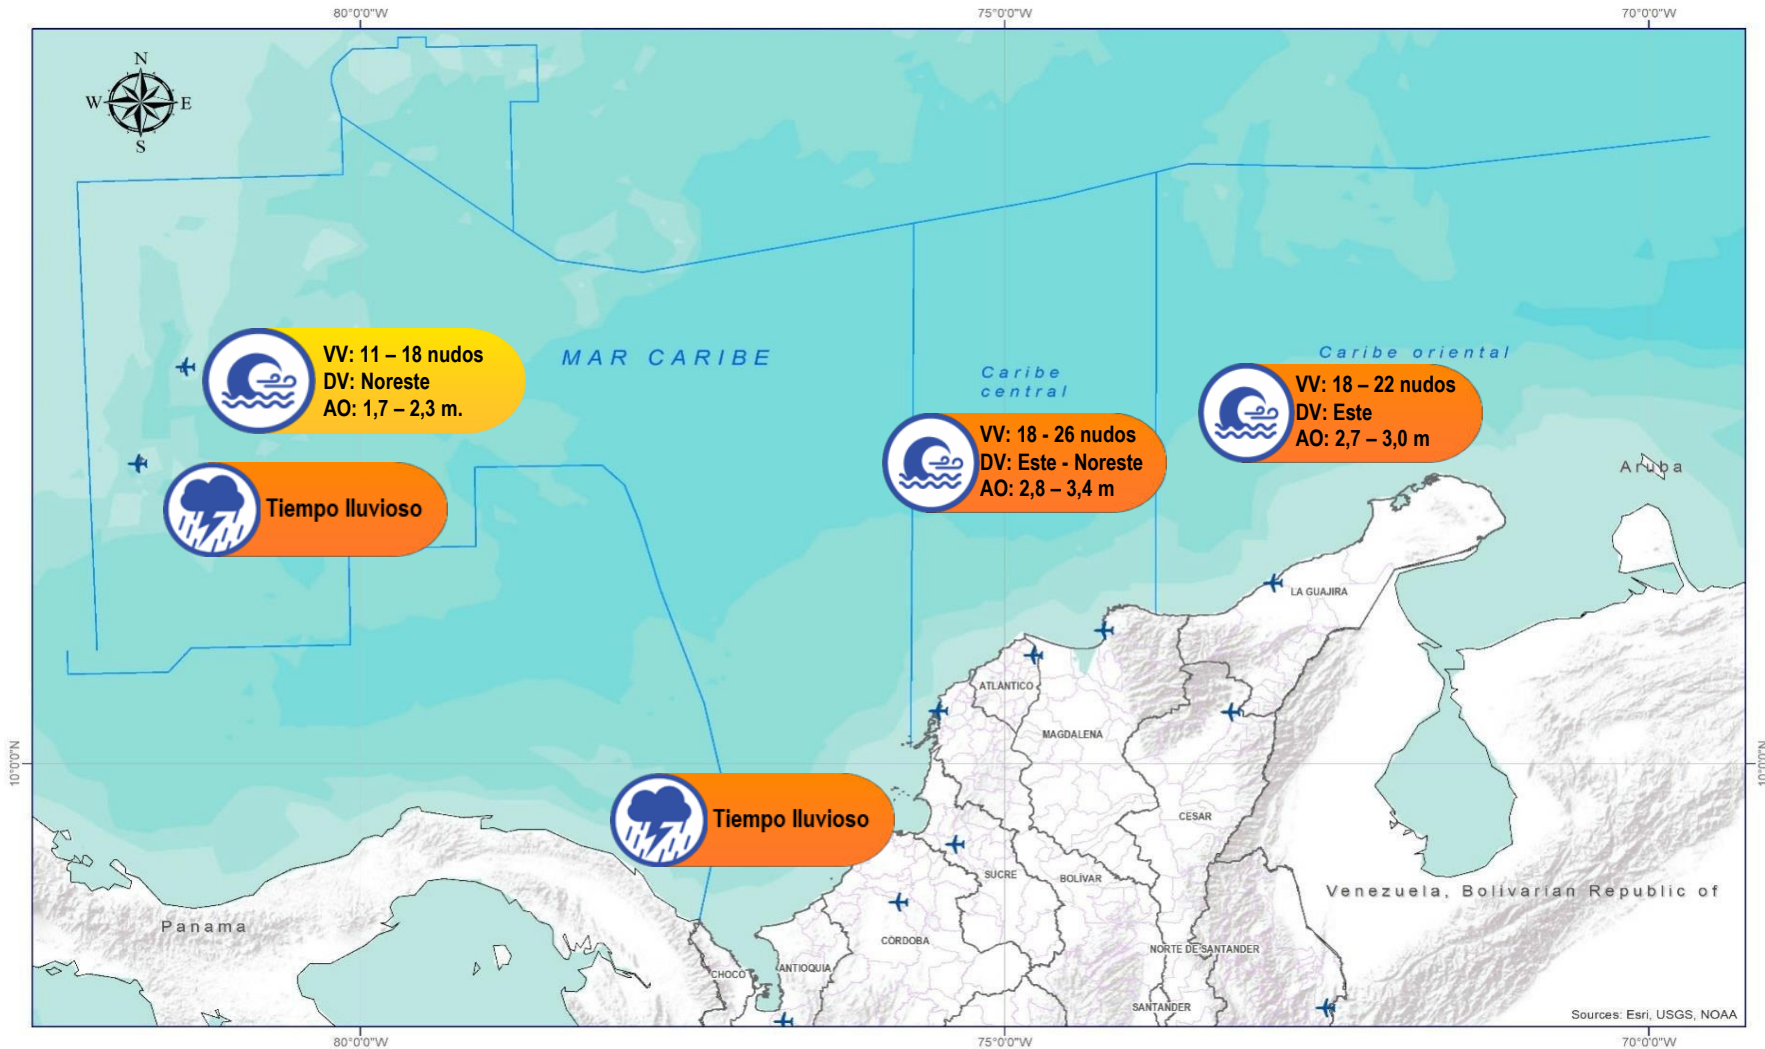 80°0'0"W
75°0'0"W
70°0'0"W
N
W
E
S
MAR CARIBE
Caribe
central
Caribe oriental
VV: 11 – 18 nudos
DV: Noreste
AO: 1,7 – 2,3 m.
VV: 18 - 26 nudos
DV: Este - Noreste
AO: 2,8 – 3,4 m
VV: 18 – 22 nudos
DV: Este
AO: 2,7 – 3,0 m
Aruba
Tiempo lluvioso
LA GUAJIRA
ATLÁNTICO
MAGDALENA
10°0'0"N
10°0'0"N
Tiempo lluvioso
CESAR
SUCRE
BOLÍVAR
Venezuela, Bolivarian Republic of
Panama
CÓRDOBA
NORTE DE SANTANDER
CHOCO
ANTIOQUIA
SANTANDER
Sources: Esri, USGS, NOAA
80°0'0"W
75°0'0"W
70°0'0"W